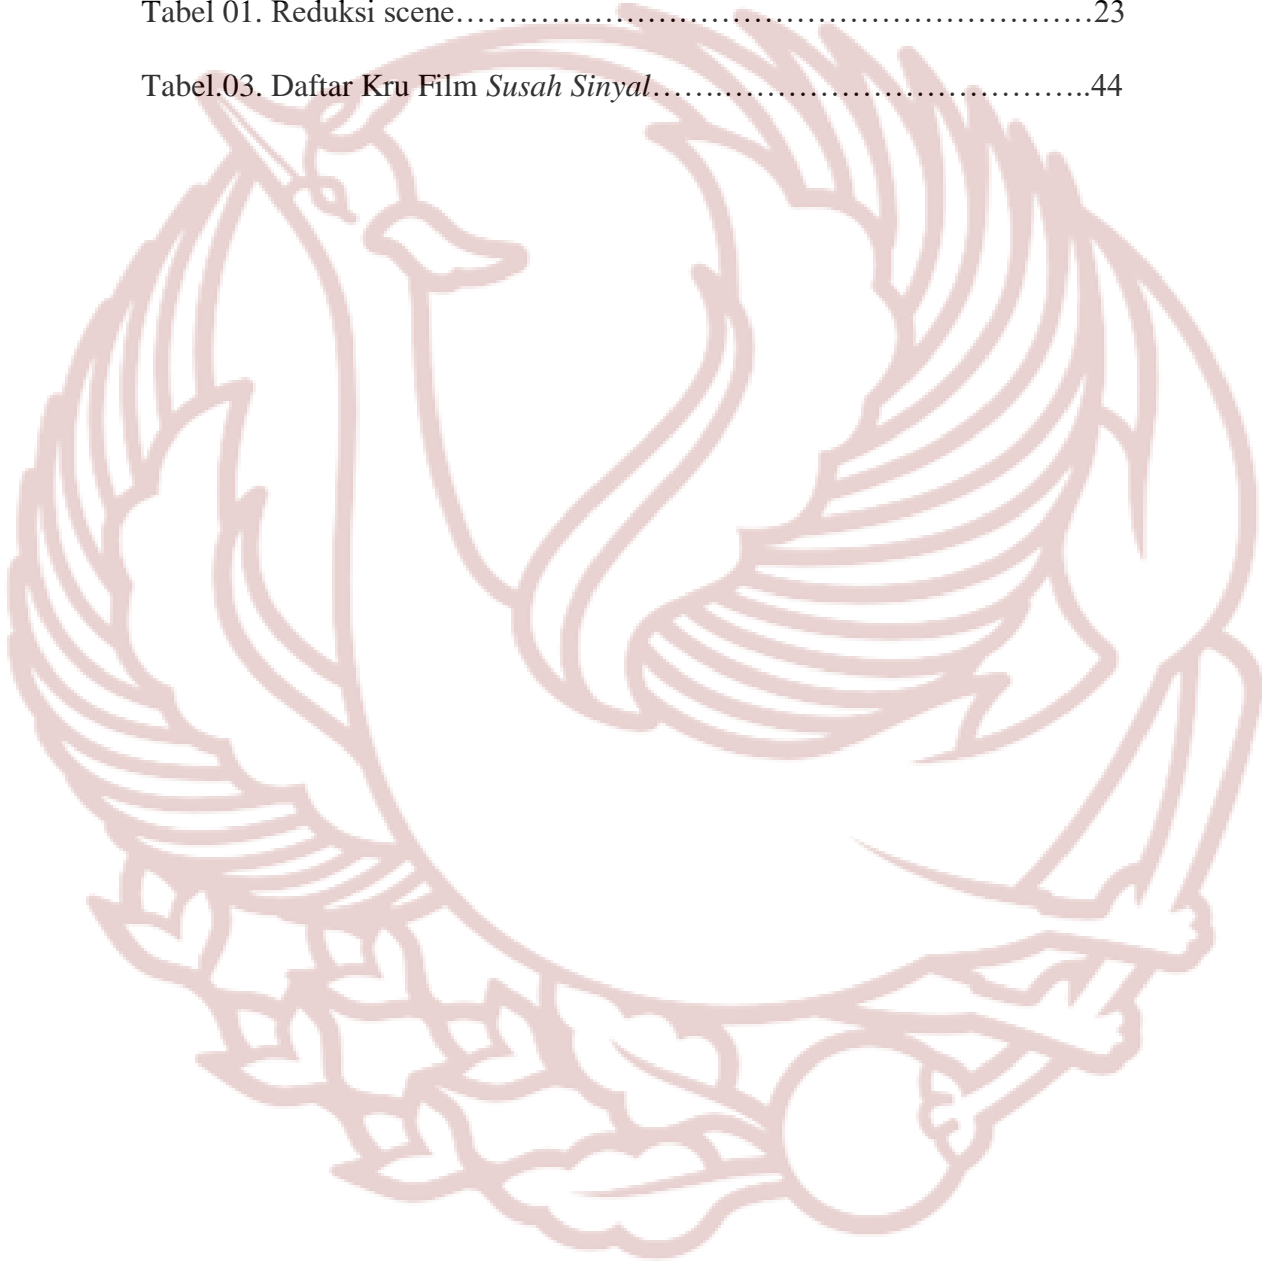 Tabel 01. Reduksi scene……………………………………………………23
Tabel.03. Daftar Kru Film Susah Sinyal…….……………………………..44